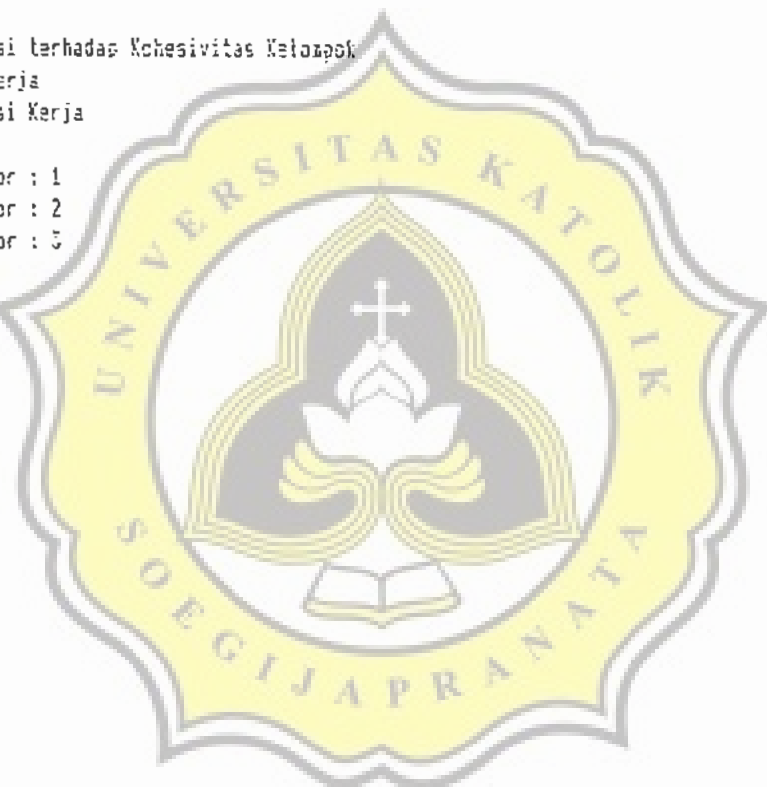 si terhadap Kohesivitas Kelompok
erja
si Kerja
or : 1
or : 2
or : 3
UNIVERSITAS KATOLIK
SOEGIJAPRANATA